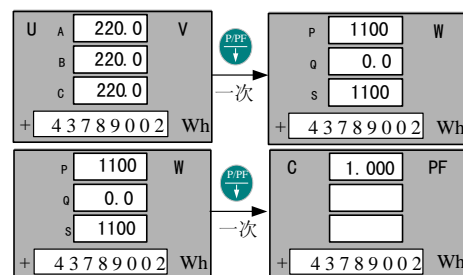 U A 220.0 V
B 220.0
C 220.0
+ 43789002 Wh
P/PF
一次
P 1100 W
Q 0.0
S 1100
+ 43789002 Wh
P 1100 W
Q 0.0
S 1100
+ 43789002 Wh
P/PF
一次
C 1.000 PF
+ 43789002 Wh